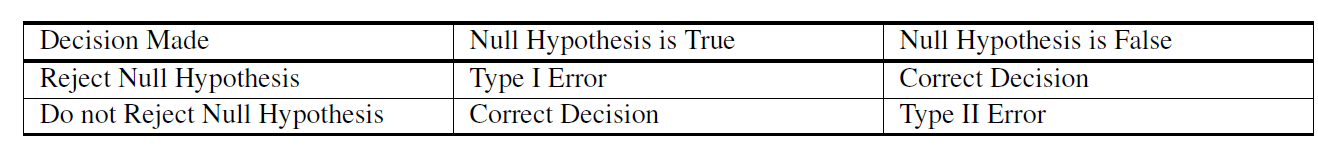 Decision Made Null Hypothesis is True Null Hypothesis is False
Reject Null Hypothesis Type I Error Correct Decision
Do not Reject Null Hypothesis Correct Decision Type II Error